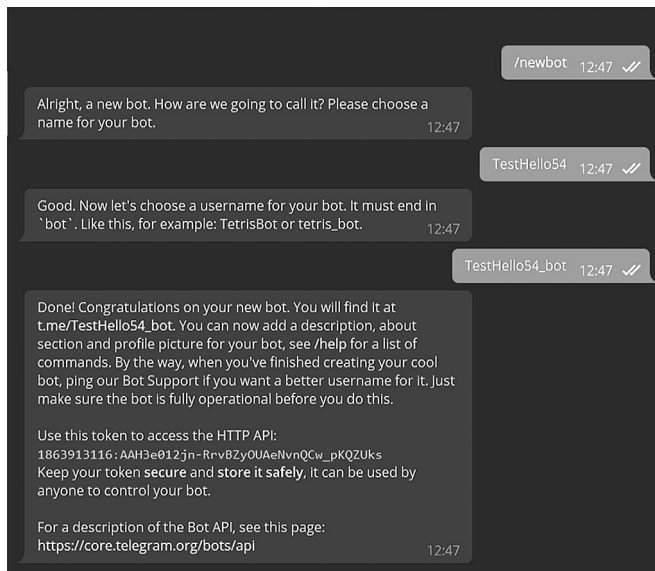 /newbot 12:47
Alright, a new bot. How are we going to call it? Please choose a
name for your bot.
12:47
TestHello54 12:47
Good. Now let's choose a username for your bot. It must end in
`bot`. Like this, for example: TetrisBot or tetris_bot.
12:47
TestHello54_bot 12:47
Done! Congratulations on your new bot. You will find it at
t.me/TestHello54_bot. You can now add a description, about
section and profile picture for your bot, see /help for a list of
commands. By the way, when you've finished creating your cool
bot, ping our Bot Support if you want a better username for it. Just
make sure the bot is fully operational before you do this.
Use this token to access the HTTP API:
1863913116:AAH3e012jn-RrvBZyOUAeNvnQCw_pKQZUks
Keep your token secure and store it safely, it can be used by
anyone to control your bot.
For a description of the Bot API, see this page:
https://core.telegram.org/bots/api
12:47